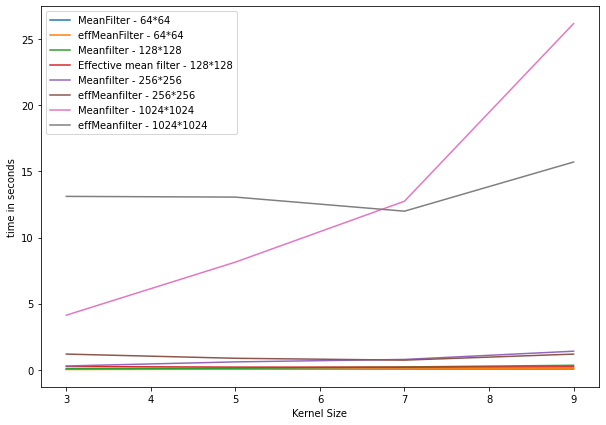 MeanFilter - 64*64
effMeanFilter - 64*64
Meanfilter - 128*128
Effective mean filter - 128*128
Meanfilter - 256*256
effMeanfilter - 256*256
Meanfilter - 1024*1024
effMeanfilter - 1024*1024
25
20
15
10
5
0
time in seconds
3 4 5 6 7 8 9
Kernel Size